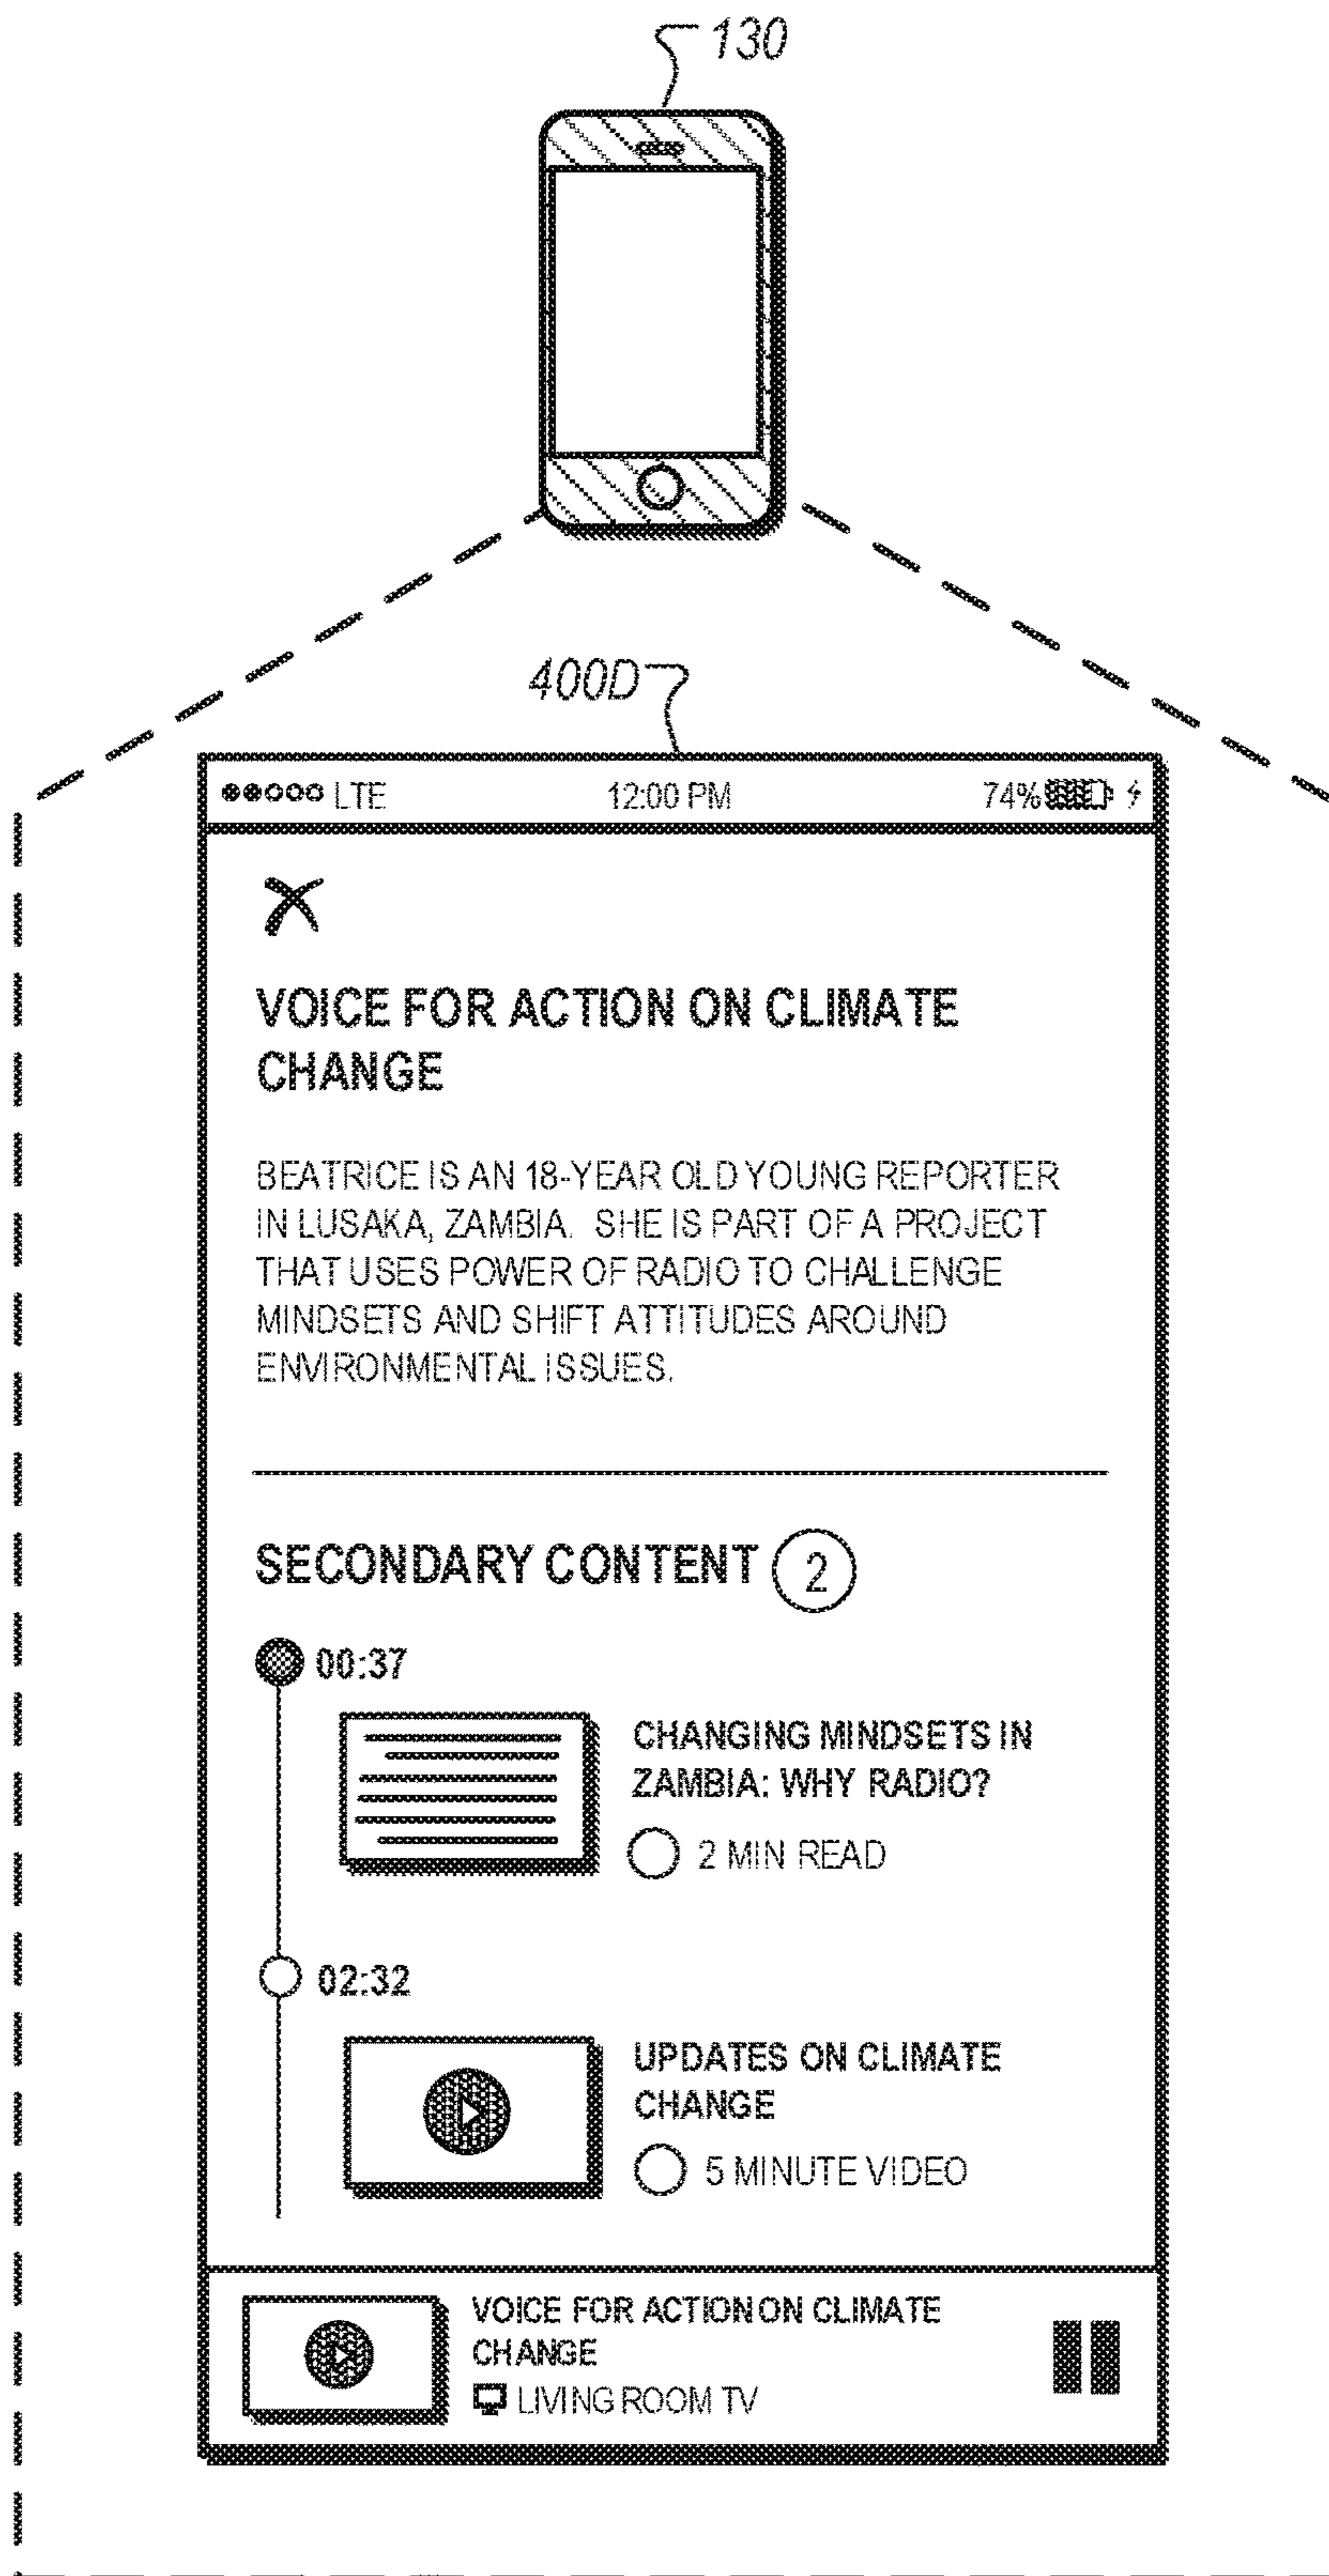 130
400D
LTE 12:00 PM 74%
VOICE FOR ACTION ON CLIMATE
CHANGE
BEATRICE IS AN 18-YEAR OLD YOUNG REPORTER
IN LUSAKA, ZAMBIA. SHE IS PART OF A PROJECT
THAT USES POWER OF RADIO TO CHALLENGE
MINDSETS AND SHIFT ATTITUDES AROUND
ENVIRONMENTAL ISSUES.
SECONDARY CONTENT 2
00:37
CHANGING MINDSETS IN
ZAMBIA: WHY RADIO?
2 MIN READ
02:32
UPDATES ON CLIMATE
CHANGE
5 MINUTE VIDEO
VOICE FOR ACTION ON CLIMATE
CHANGE
LIVING ROOM TV